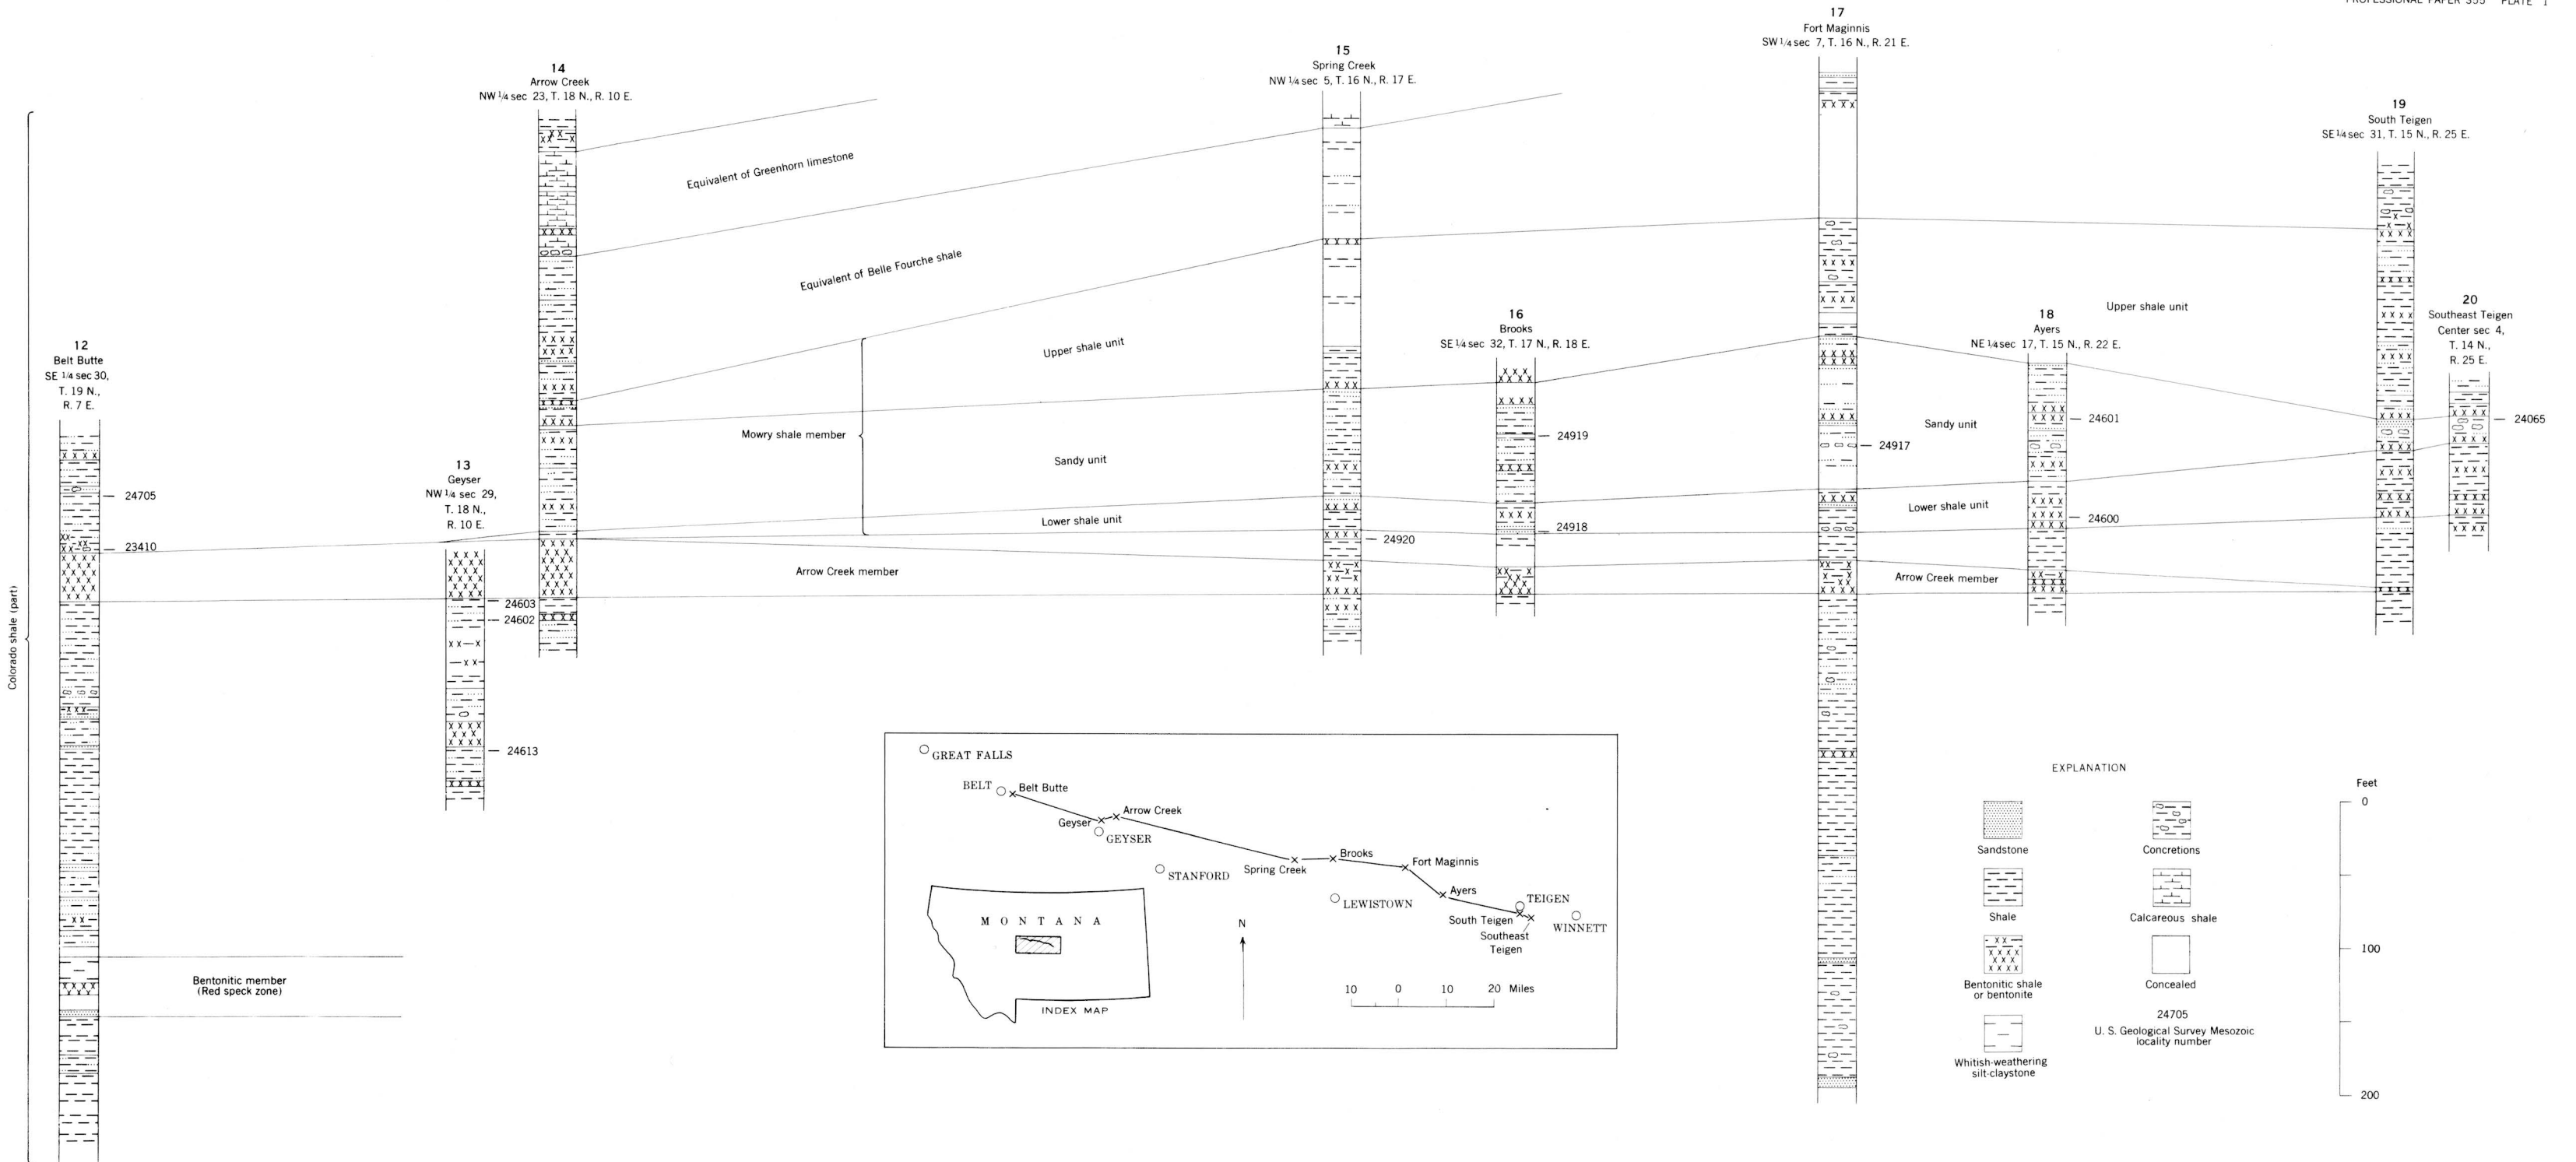 PROFESSIONAL PAPER 355 PLATE 1
17
Fort Maginnis
SW 1/4 sec 7, T. 16 N., R. 21 E.
15
Spring Creek
NW 1/4 sec 5, T. 16 N., R. 17 E.
14
Arrow Creek
NW 1/4 sec 23, T. 18 N., R. 10 E.
19
South Teigen
SE 1/4 sec 31, T. 15 N., R. 25 E.
Equivalent of Greenhorn limestone
Equivalent of Belle Fourche shale
20
Southeast Teigen
Center sec 4,
T. 14 N.,
R. 25 E.
16
Brooks
SE 1/4 sec 32, T. 17 N., R. 18 E.
18
Ayers
NE 1/4 sec 17, T. 15 N., R. 22 E.
Upper shale unit
12
Belt Butte
SE 1/4 sec 30,
T. 19 N.,
R. 7 E.
Upper shale unit
Mowry shale member
24919
24917
Sandy unit
24601
24065
13
Geyser
NW 1/4 sec 29,
T. 18 N.,
R. 10 E.
Sandy unit
24705
23410
Lower shale unit
24920
24918
Lower shale unit
24600
Arrow Creek member
Arrow Creek member
24603
24602
24613
Colorado shale (part)
Bentonitic member
(Red speck zone)
GREAT FALLS
BELT
Belt Butte
Arrow Creek
Geyser
GEYSER
STANFORD
Spring Creek
Brooks
Fort Maginnis
LEWISTOWN
Ayers
TEIGEN
South Teigen
Southeast
Teigen
WINNETT
MONTANA
INDEX MAP
N
10 0 10 20 Miles
EXPLANATION
Sandstone
Concretions
Shale
Calcareous shale
Bentonitic shale
or bentonite
Concealed
Whitish-weathering
silt-claystone
24705
U. S. Geological Survey Mesozoic
locality number
Feet
0
100
200